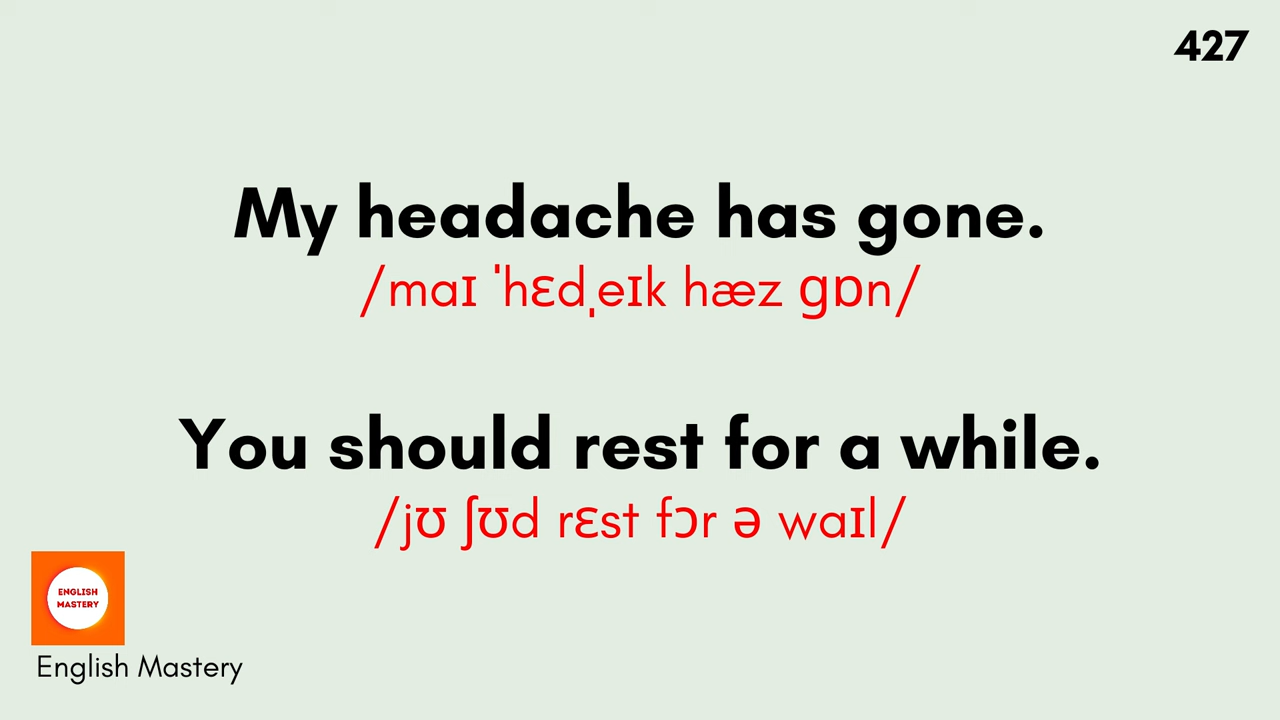 427
My headache has gone.
/maɪ ˈhɛdˌeɪk hæz ɡɒn/
You should rest for a while.
/jʊ ʃʊd rɛst fɔr ə waɪl/
ENGLISH
MASTERY
English Mastery